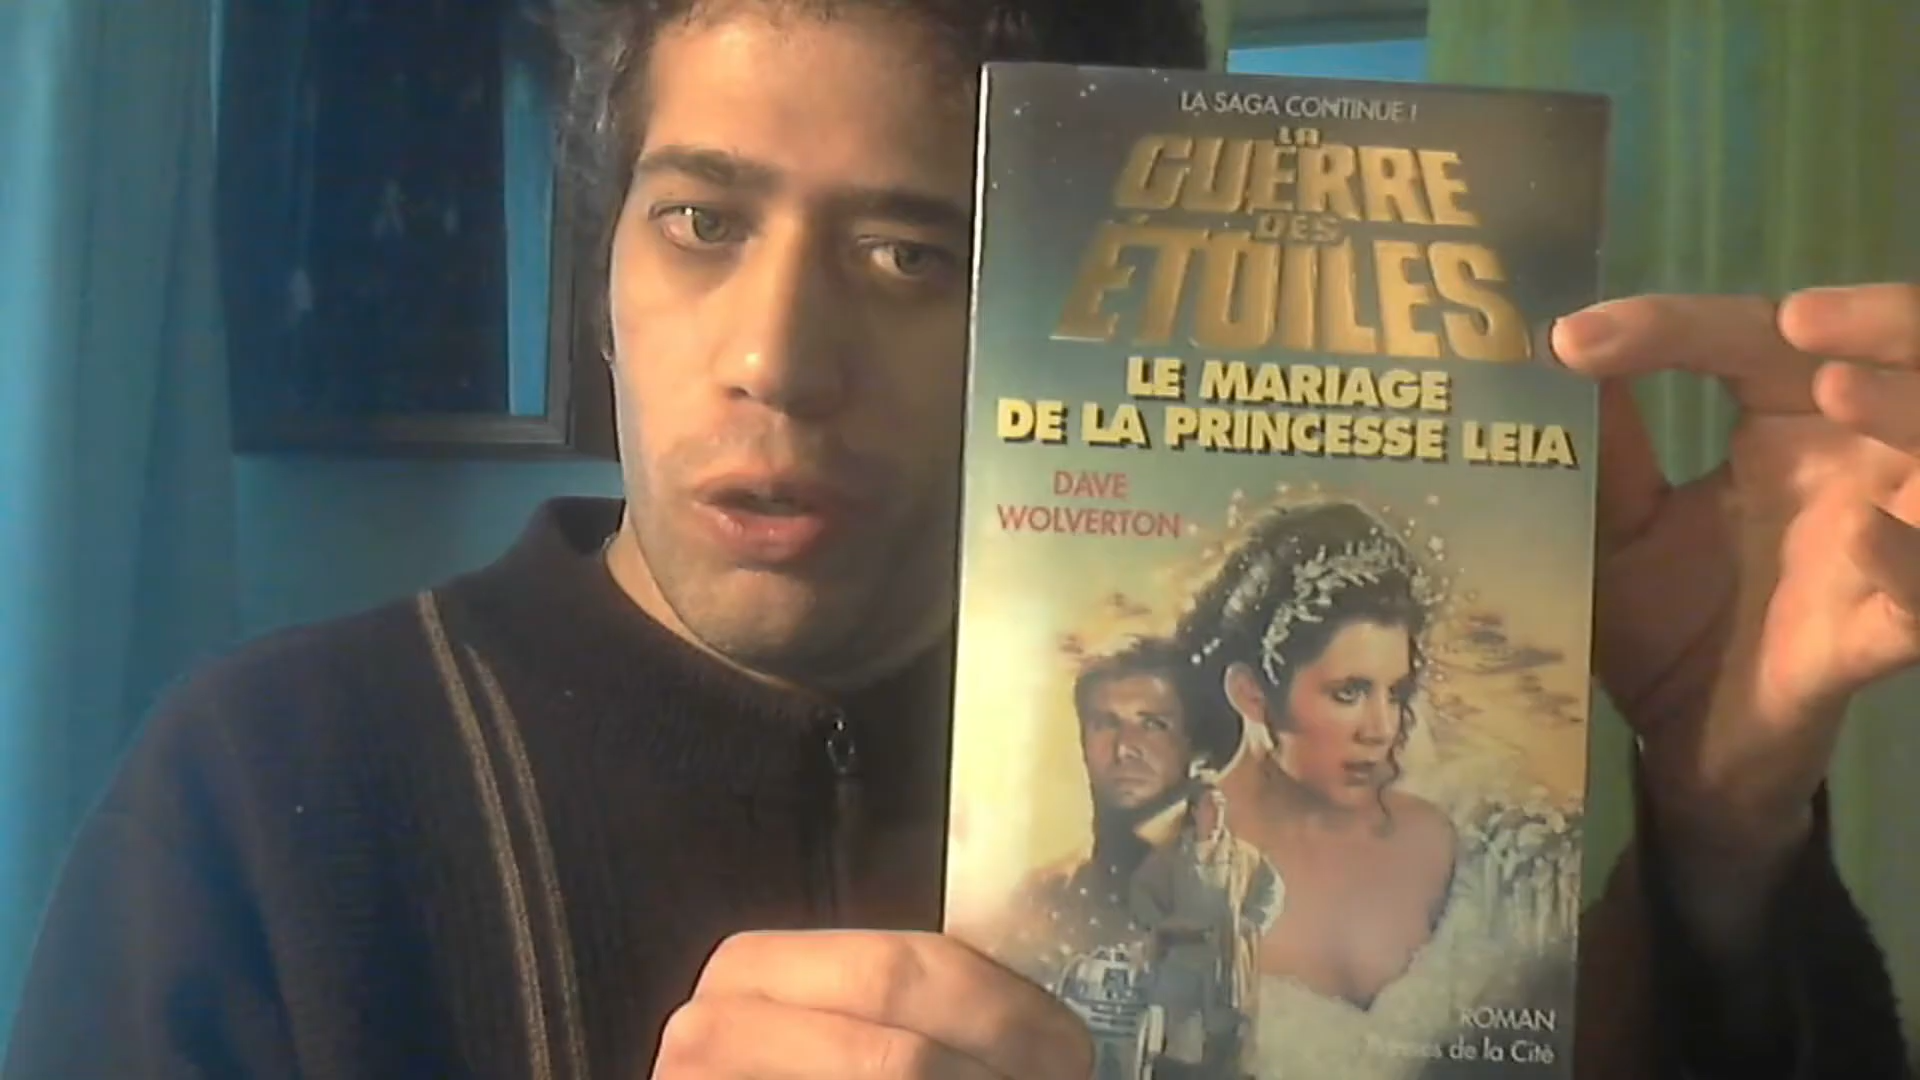 LA SAGA CONTINUE !
LA
GUERRE
DES
ÉTOILES
LE MARIAGE
DE LA PRINCESSE LEIA
DAVE
WOLVERTON
ROMAN
de la Cité